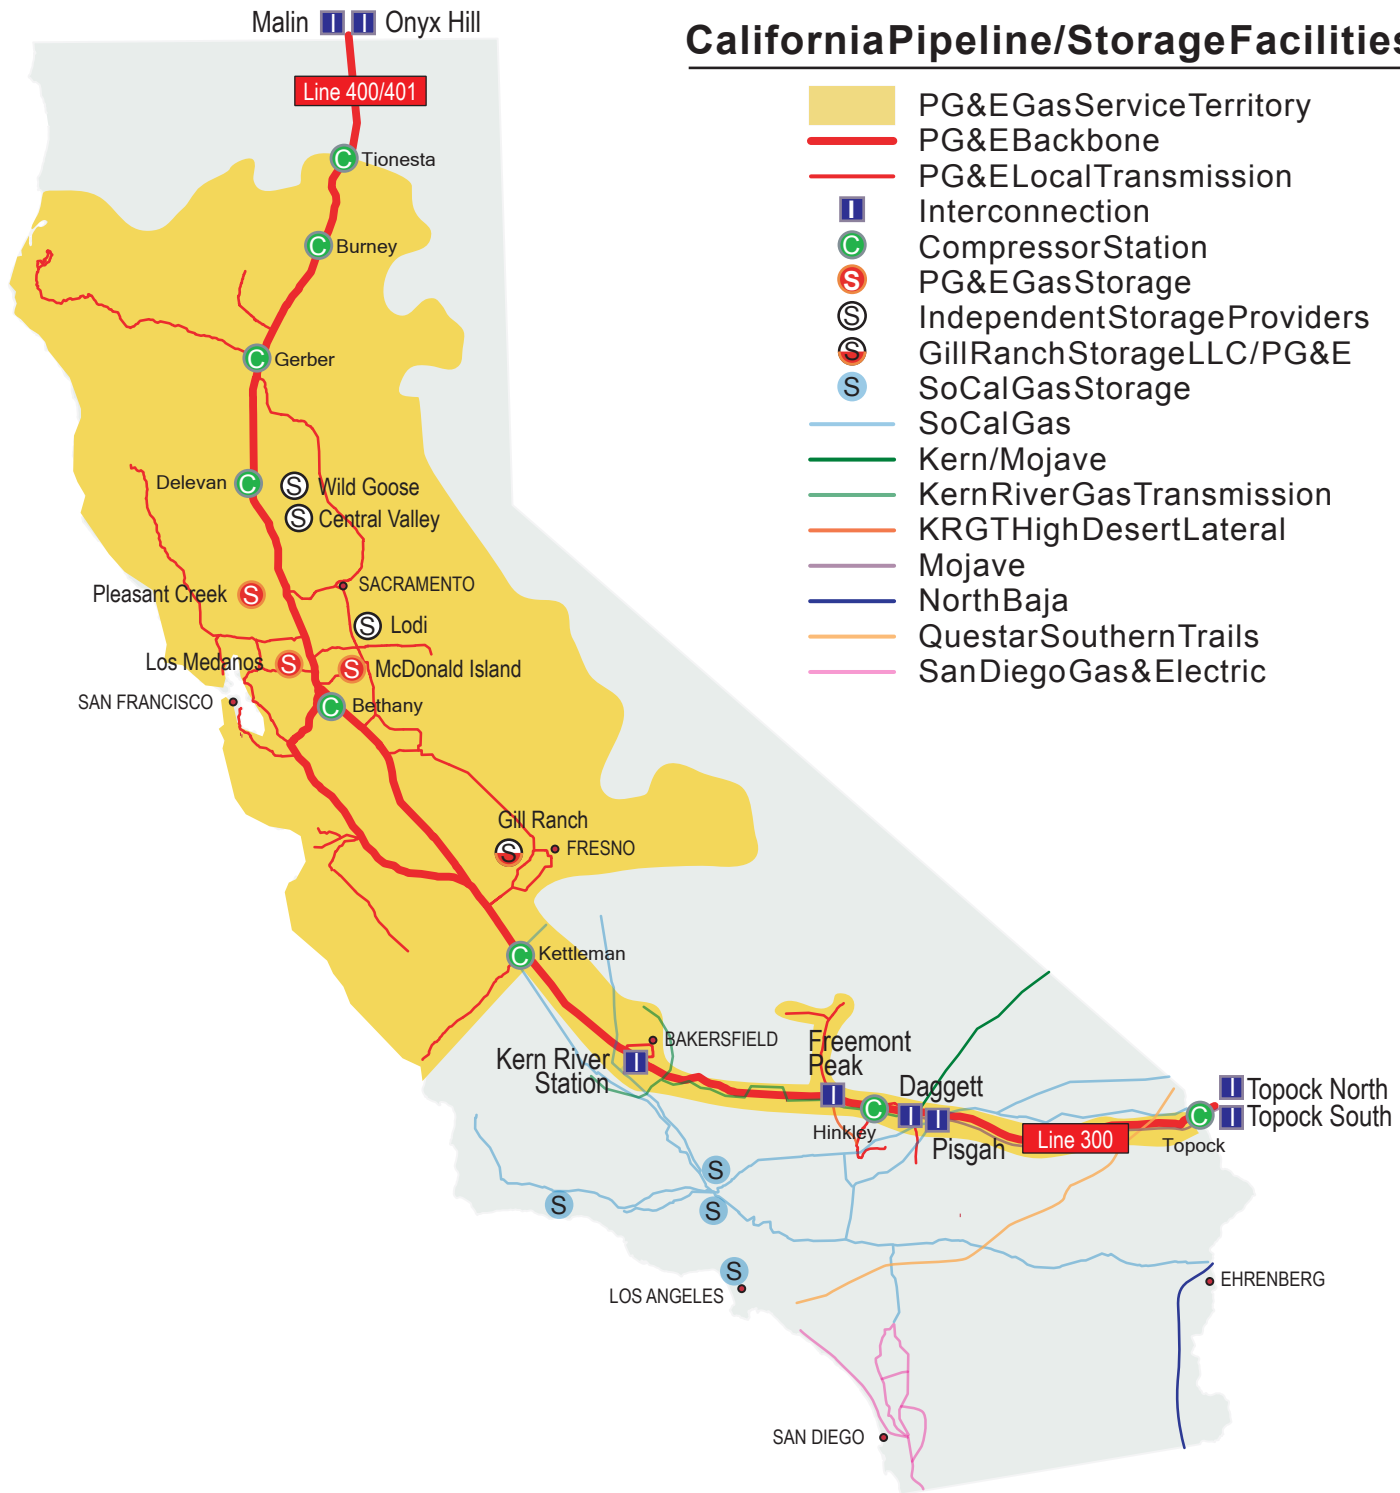 Malin I I Onyx Hill
CaliforniaPipeline/StorageFacilities
Line 400/401
PG&EGasServiceTerritory
PG&EBackbone
PG&ELocalTransmission
I Interconnection
C CompressorStation
S PG&EGasStorage
S IndependentStorageProviders
S GillRanchStorageLLC/PG&E
S SoCalGasStorage
SoCalGas
Kern/Mojave
KernRiverGasTransmission
KRGTHighDesertLateral
Mojave
NorthBaja
QuestarSouthernTrails
SanDiegoGas&Electric
C Tionesta
C Burney
C Gerber
Delevan C
S Wild Goose
S Central Valley
SACRAMENTO
Pleasant Creek S
S Lodi
Los Medanos S
S McDonald Island
SAN FRANCISCO
C Bethany
Gill Ranch
S FRESNO
C Kettleman
BAKERSFIELD
Kern River
Station
I
Freemont
Peak
I
Daggett
C
Hinkley
I I
Pisgah
Line 300
C
Topock
I Topock North
I Topock South
S
S
S
S
LOS ANGELES
EHRENBERG
SAN DIEGO